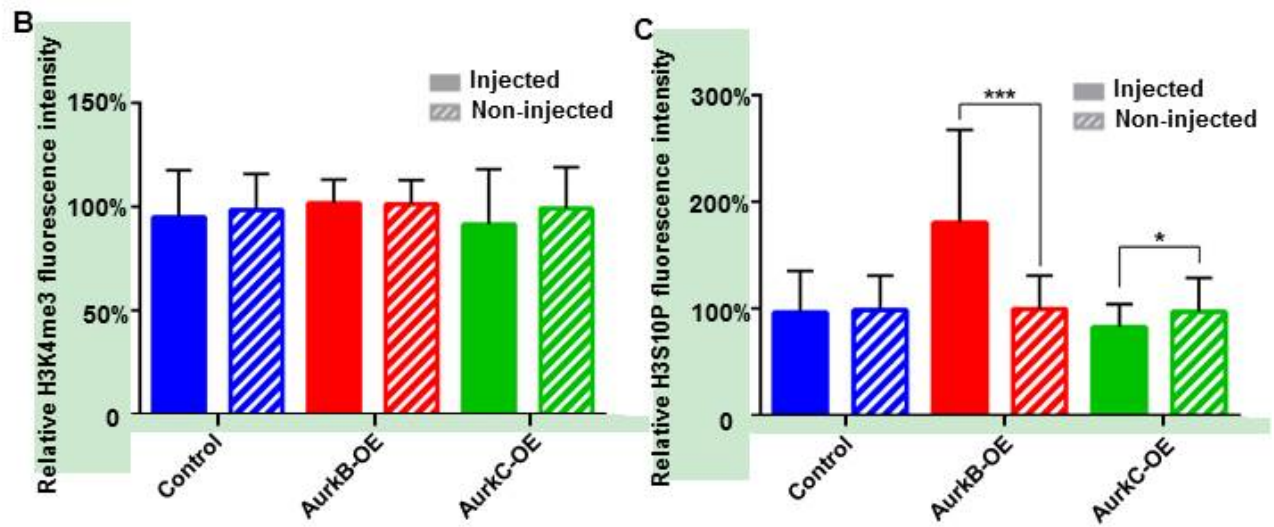 B
Relative H3K4me3 fluorescence intensity
Injected
Non-injected
150%
100%
50%
0
Control
AurkB-OE
AurkC-OE
C
Relative H3S10P fluorescence intensity
Injected
Non-injected
300%
200%
100%
0
***
*
Control
AurkB-OE
AurkC-OE